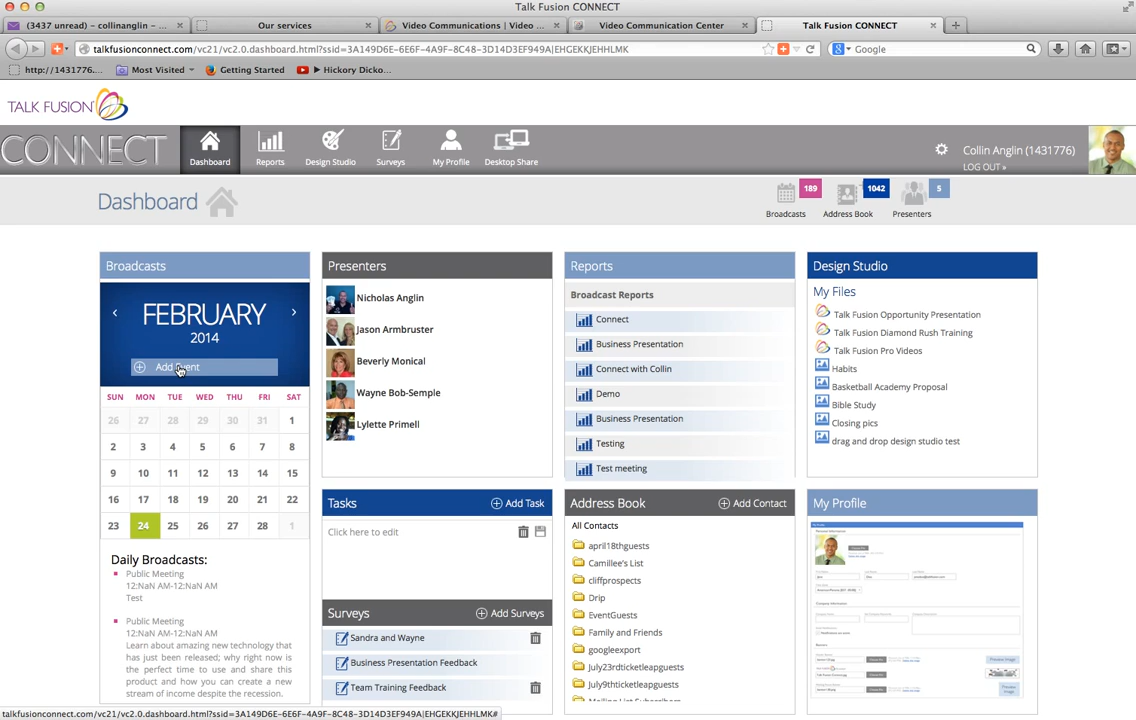 Talk Fusion CONNECT
(3437 unread) – collinanglin – ...
Our services
Video Communications | Video ...
Video Communication Center
Talk Fusion CONNECT
talkfusionconnect.com/vc21/vc2.0.dashboard.html?ssid=3A149D6E-6E6F-4A9F-8C48-3D14D3EF949A|EHGEKKJEHHLMK
Google
http://1431776....
Most Visited
Getting Started
► Hickory Dicko...
TALK FUSION
CONNECT
Dashboard
Reports
Design Studio
Surveys
My Profile
Desktop Share
Collin Anglin (1431776)
LOG OUT »
Dashboard
189
1042
5
Broadcasts
Address Book
Presenters
Broadcasts
FEBRUARY
2014
Add Event
SUN MON TUE WED THU FRI SAT
26 27 28 29 30 31 1
2 3 4 5 6 7 8
9 10 11 12 13 14 15
16 17 18 19 20 21 22
23 24 25 26 27 28 1
Daily Broadcasts:
Public Meeting
12:NaN AM-12:NaN AM
Test
Public Meeting
12:NaN AM-12:NaN AM
Learn about amazing new technology that
has just been released; why right now is
the perfect time to use and share this
product and how you can create a new
stream of income despite the recession.
Presenters
Nicholas Anglin
Jason Armbruster
Beverly Monical
Wayne Bob-Semple
Lylette Primell
Tasks
Add Task
Click here to edit
Surveys
Add Surveys
Sandra and Wayne
Business Presentation Feedback
Team Training Feedback
Reports
Broadcast Reports
Connect
Business Presentation
Connect with Collin
Demo
Business Presentation
Testing
Test meeting
Address Book
Add Contact
All Contacts
april18thguests
Camillee's List
cliffprospects
Drip
EventGuests
Family and Friends
googleexport
July23rdticketleapguests
July9thticketleapguests
Mailing List Subscribers
Design Studio
My Files
Talk Fusion Opportunity Presentation
Talk Fusion Diamond Rush Training
Talk Fusion Pro Videos
Habits
Basketball Academy Proposal
Bible Study
Closing pics
drag and drop design studio test
My Profile
talkfusionconnect.com/vc21/vc2.0.dashboard.html?ssid=3A149D6E-6E6F-4A9F-8C48-3D14D3EF949A|EHGEKKJEHHLMK#